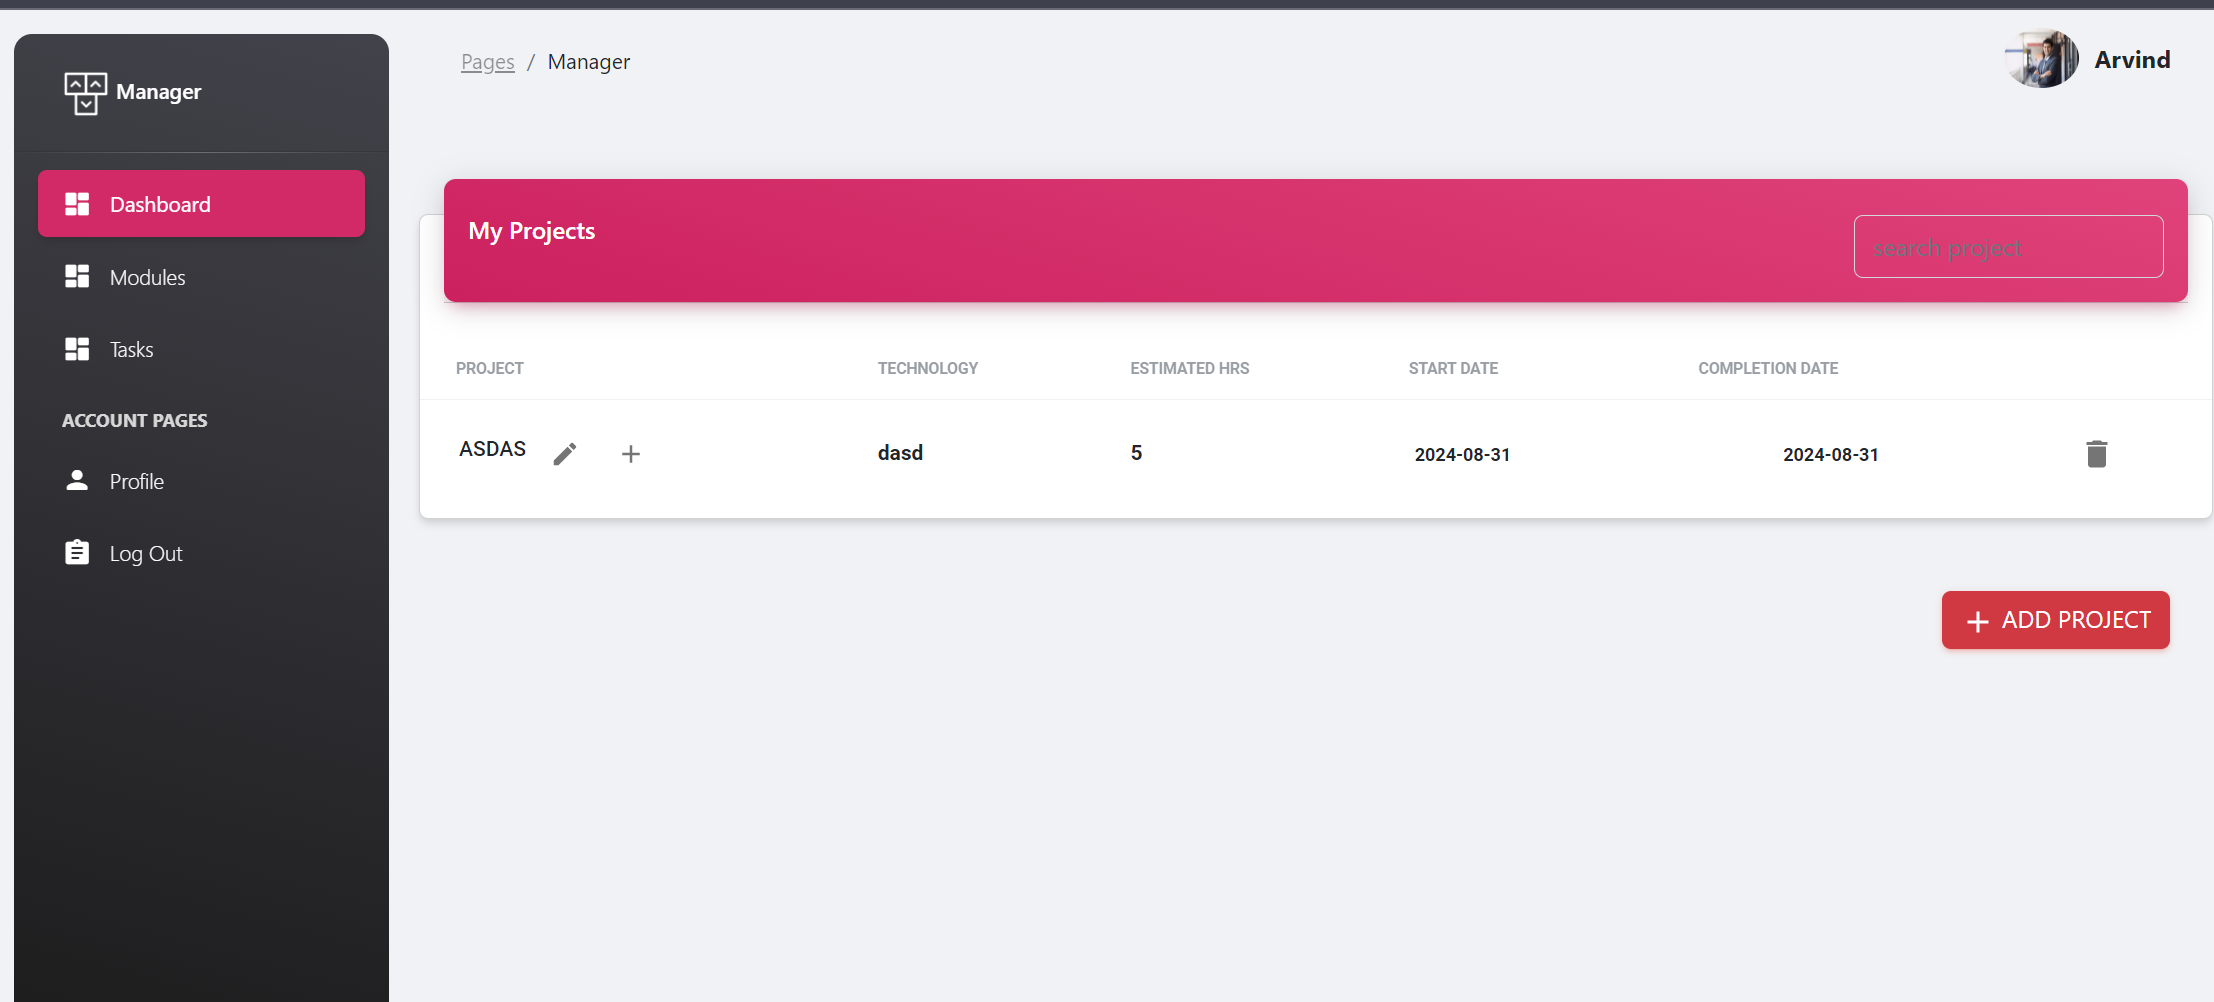 Manager
Dashboard
Modules
Tasks
ACCOUNT PAGES
Profile
Log Out
Pages / Manager
Arvind
My Projects
search project
PROJECT TECHNOLOGY ESTIMATED HRS START DATE COMPLETION DATE
ASDAS dasd 5 2024-08-31 2024-08-31
ADD PROJECT